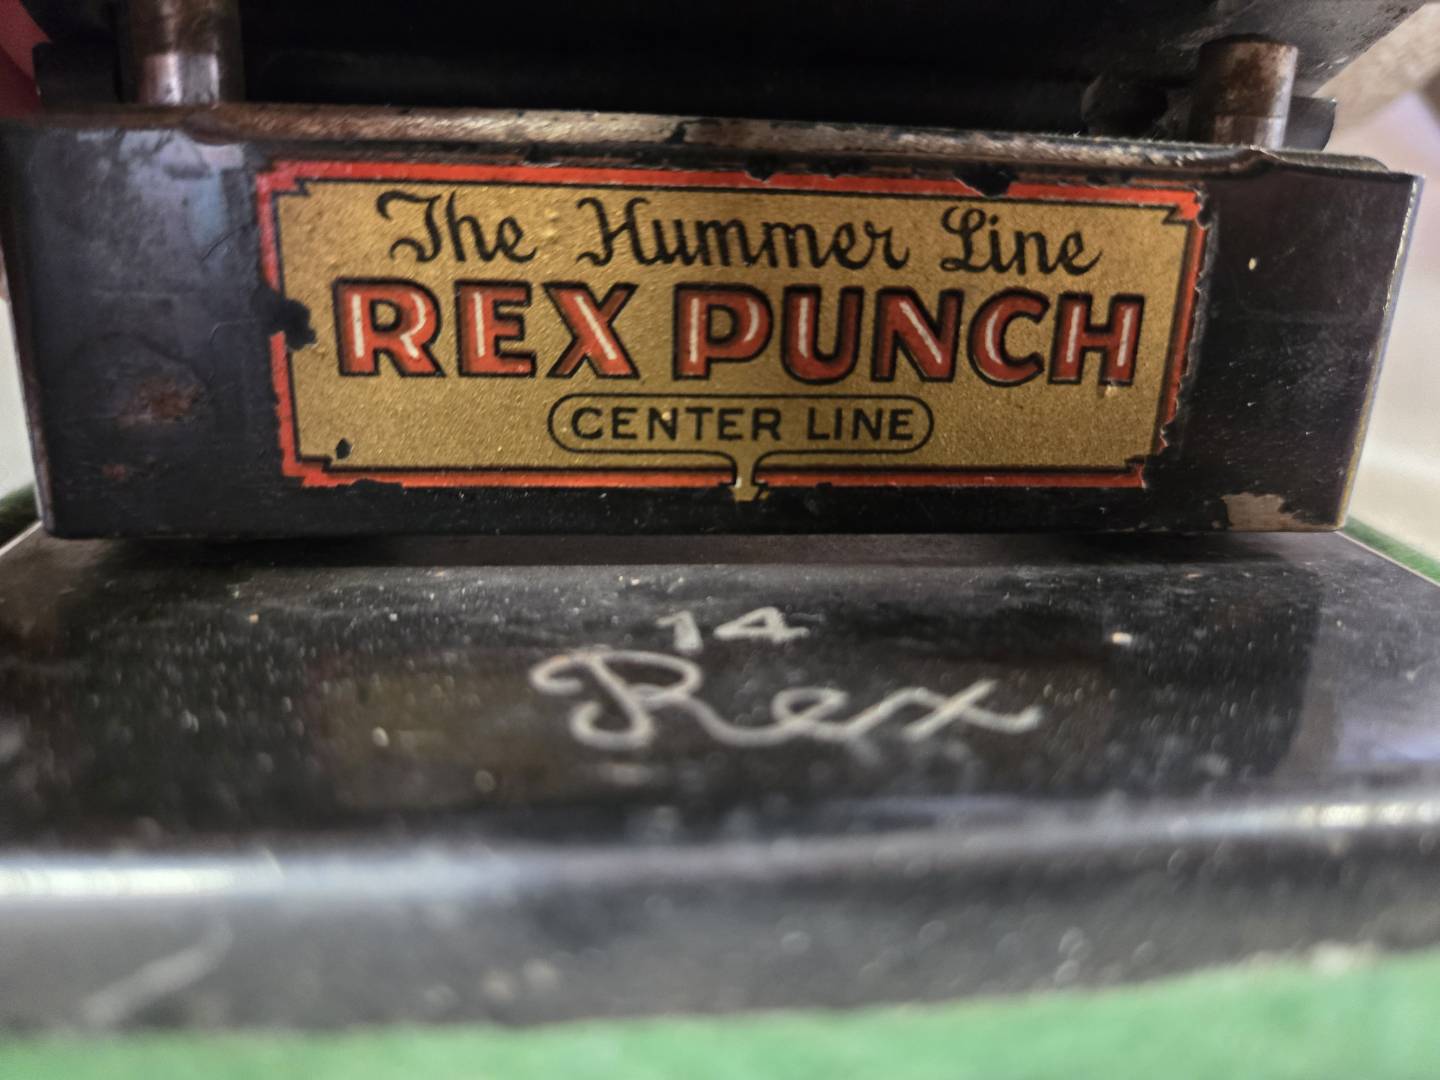 The Hummer Line
REX PUNCH
CENTER LINE
14
Rex